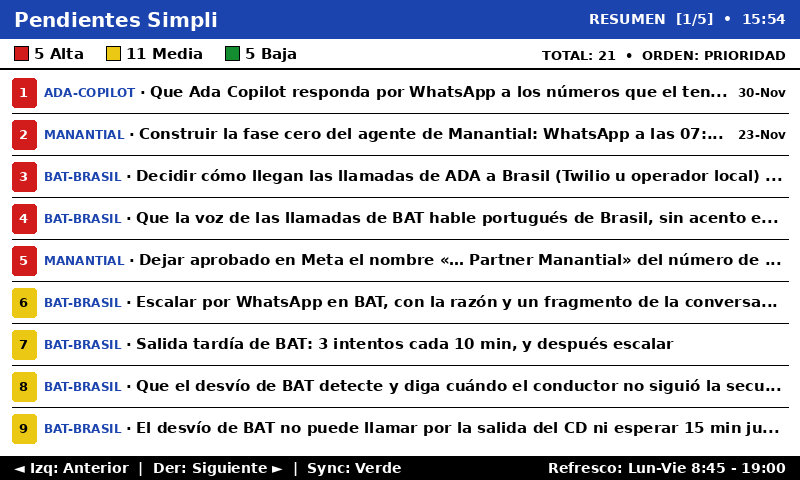 Pendientes Simpli
RESUMEN [1/5] • 15:54
5 Alta 11 Media 5 Baja
TOTAL: 21 • ORDEN: PRIORIDAD
1 ADA-COPILOT · Que Ada Copilot responda por WhatsApp a los números que el ten... 30-Nov
2 MANANTIAL · Construir la fase cero del agente de Manantial: WhatsApp a las 07:... 23-Nov
3 BAT-BRASIL · Decidir cómo llegan las llamadas de ADA a Brasil (Twilio u operador local) ...
4 BAT-BRASIL · Que la voz de las llamadas de BAT hable portugués de Brasil, sin acento e...
5 MANANTIAL · Dejar aprobado en Meta el nombre «... Partner Manantial» del número de ...
6 BAT-BRASIL · Escalar por WhatsApp en BAT, con la razón y un fragmento de la conversa...
7 BAT-BRASIL · Salida tardía de BAT: 3 intentos cada 10 min, y después escalar
8 BAT-BRASIL · Que el desvío de BAT detecte y diga cuándo el conductor no siguió la secu...
9 BAT-BRASIL · El desvío de BAT no puede llamar por la salida del CD ni esperar 15 min ju...
◄ Izq: Anterior | Der: Siguiente ► | Sync: Verde
Refresco: Lun-Vie 8:45 - 19:00